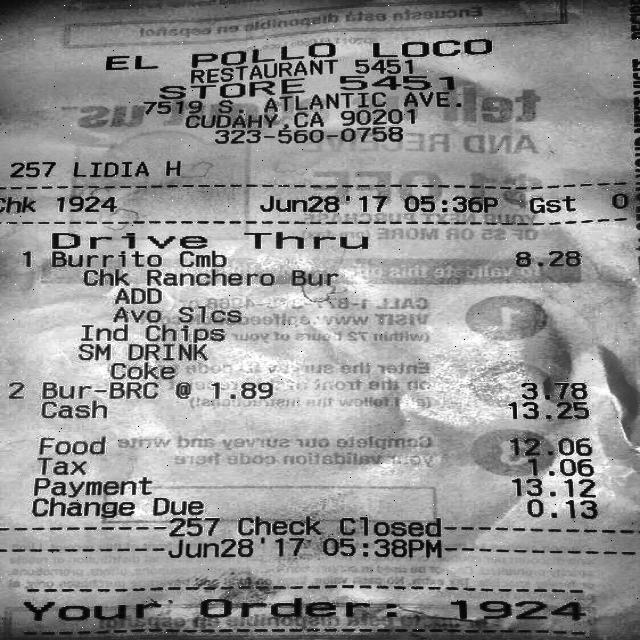 EL POLLO LOCO
RESTAURANT 5451
STORE 5451
7519 S. ATLANTIC AVE.
CUDAHY,CA 90201
323-560-0758
257 LIDIA H
Chk 1924 Jun28'17 05:36P Gst 0
Drive Thru
1 Burrito Cmb 8.28
Chk Ranchero Bur
ADD
Avo Slcs
Ind Chips
SM DRINK
Coke
2 Bur-BRC @ 1.89 3.78
Cash 13.25
Food 12.06
Tax 1.06
Payment 13.12
Change Due 0.13
----------257 Check Closed----------
----------Jun28'17 05:38PM----------
Your Order: 1924